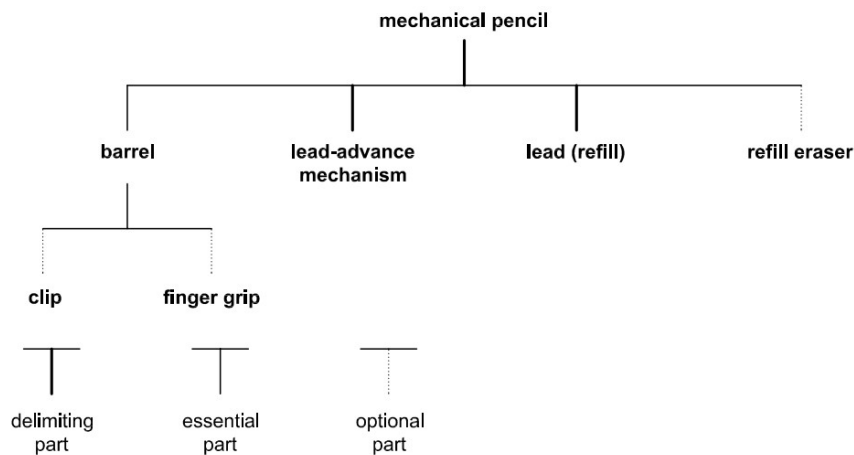 mechanical pencil
barrel
lead-advance
mechanism
lead (refill)
refill eraser
clip
finger grip
delimiting
part
essential
part
optional
part